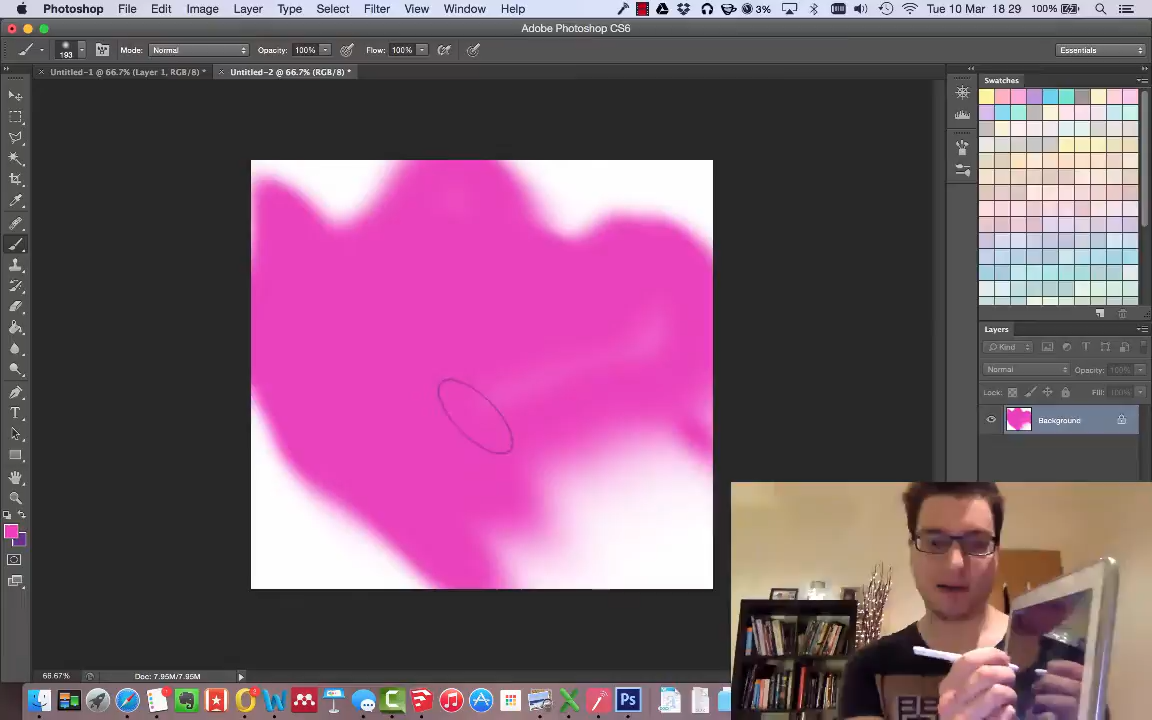 Photoshop File Edit Image Layer Type Select Filter View Window Help 3% Tue 10 Mar 18 29 100%
Adobe Photoshop CS6
193 Mode: Normal Opacity: 100% Flow: 100% Essentials
Untitled-1 @ 66.7% (Layer 1, RGB/8) * Untitled-2 @ 66.7% (RGB/8) *
Swatches
Layers
Kind
Normal Opacity: 100%
Lock: Fill: 100%
Background
66.67% Doc: 7.95M/7.95M